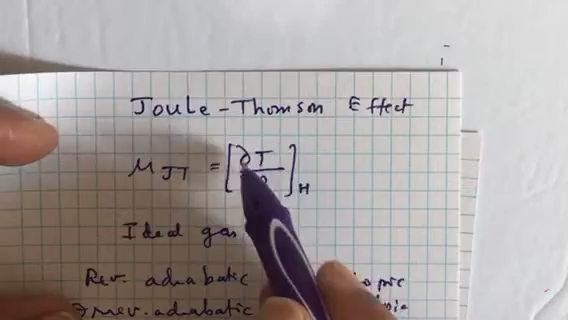 Joule-Thomson Effect
μJT = [∂T
]H
Ideal gas
Rev. adiabatic
Irrev. adiabatic